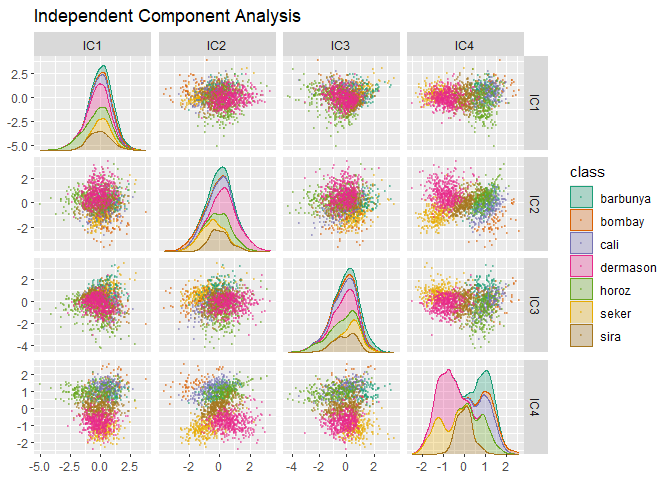 Independent Component Analysis
IC1 IC2 IC3 IC4
2.5
0.0
-2.5
-5.0
IC1
2
0
-2
IC2
2
0
-2
-4
IC3
2
1
0
-1
-2
IC4
-5.0 -2.5 0.0 2.5
-2 0 2
-4 -2 0 2
-2 -1 0 1 2
class
barbunya
bombay
cali
dermason
horoz
seker
sira